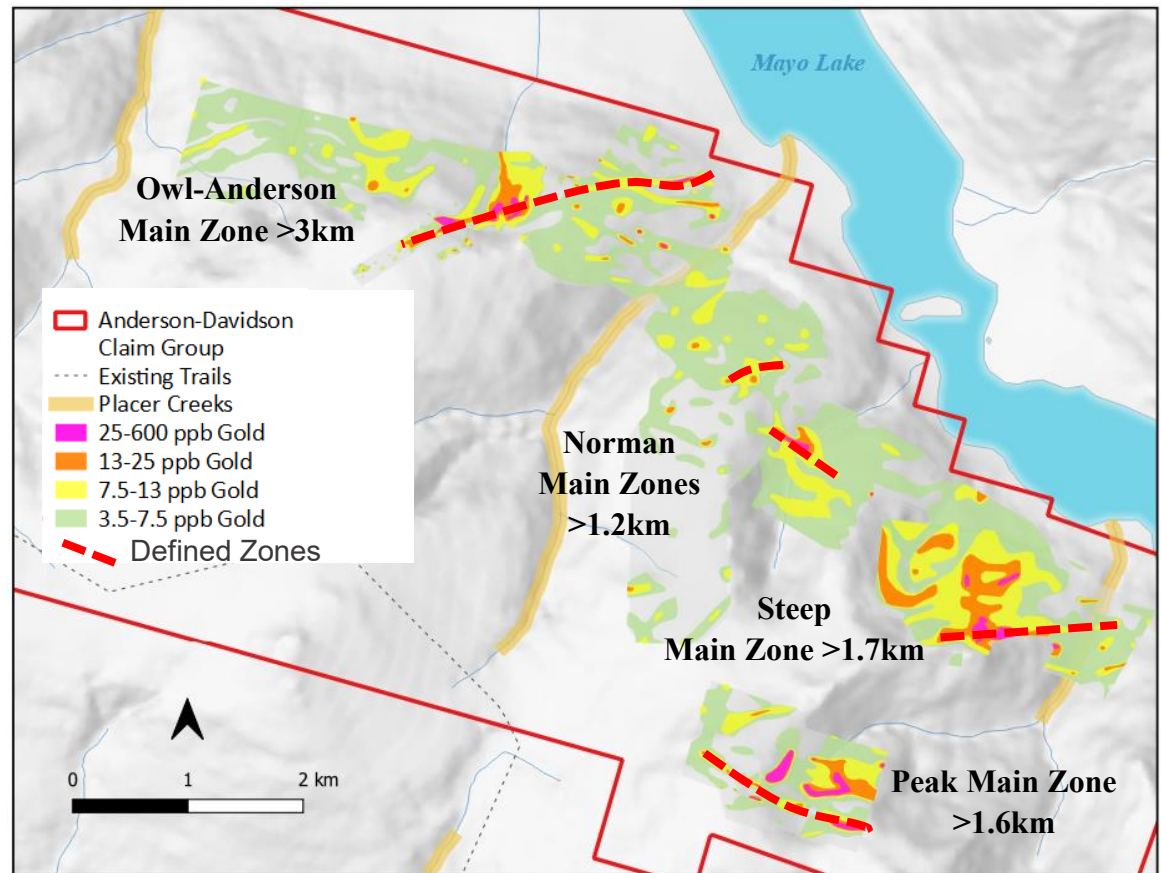 Mayo Lake
Owl-Anderson
Main Zone >3km
Anderson-Davidson
Claim Group
Existing Trails
Placer Creeks
25-600 ppb Gold
13-25 ppb Gold
7.5-13 ppb Gold
3.5-7.5 ppb Gold
Defined Zones
Norman
Main Zones
>1.2km
Steep
Main Zone >1.7km
Peak Main Zone
>1.6km
0 1 2 km